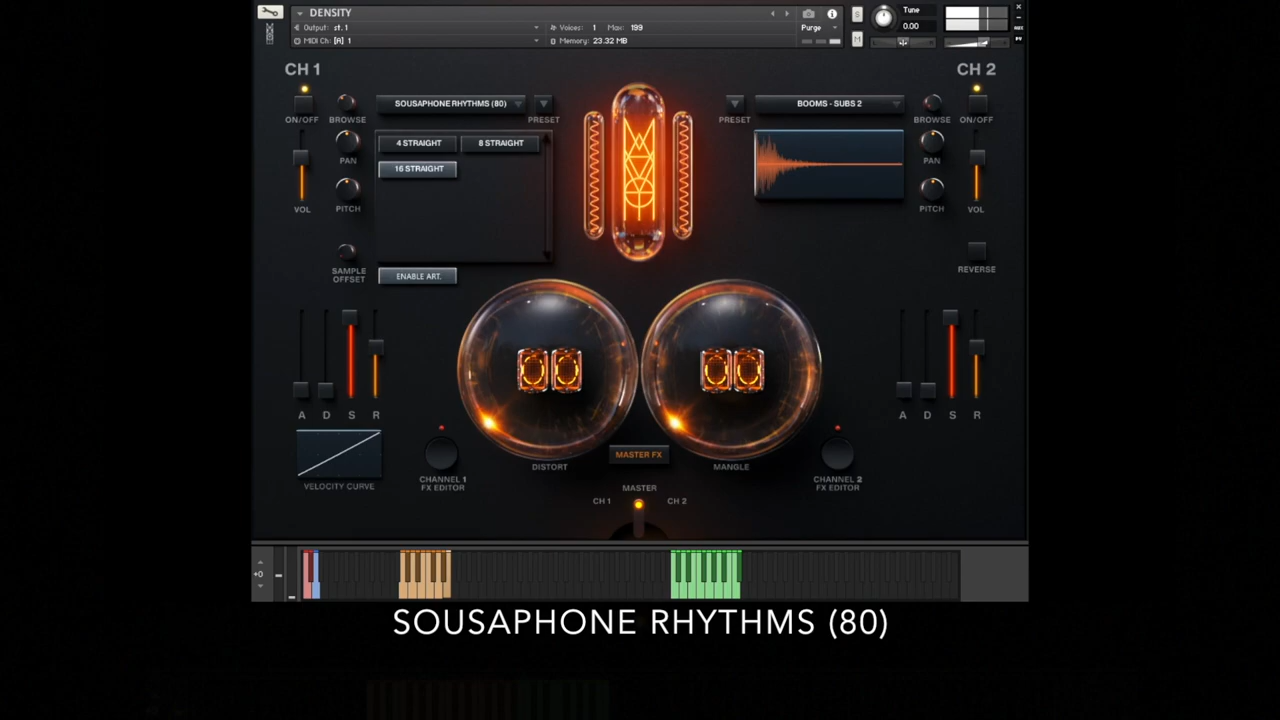 DENSITY
Output: st.1
Voices: 1 Max: 199
Purge
MIDI Ch: [A] 1
Memory: 23.32 MB
S
M
Tune
0.00
CH 1
CH 2
ON/OFF
BROWSE
SOUSAPHONE RHYTHMS (80)
PRESET
PRESET
BOOMS - SUBS 2
BROWSE
ON/OFF
4 STRAIGHT
8 STRAIGHT
16 STRAIGHT
PAN
PITCH
VOL
SAMPLE
OFFSET
ENABLE ART.
PAN
PITCH
VOL
REVERSE
A D S R
A D S R
VELOCITY CURVE
CHANNEL 1
FX EDITOR
DISTORT
MASTER FX
MANGLE
CHANNEL 2
FX EDITOR
MASTER
CH 1
CH 2
+0
SOUSAPHONE RHYTHMS (80)